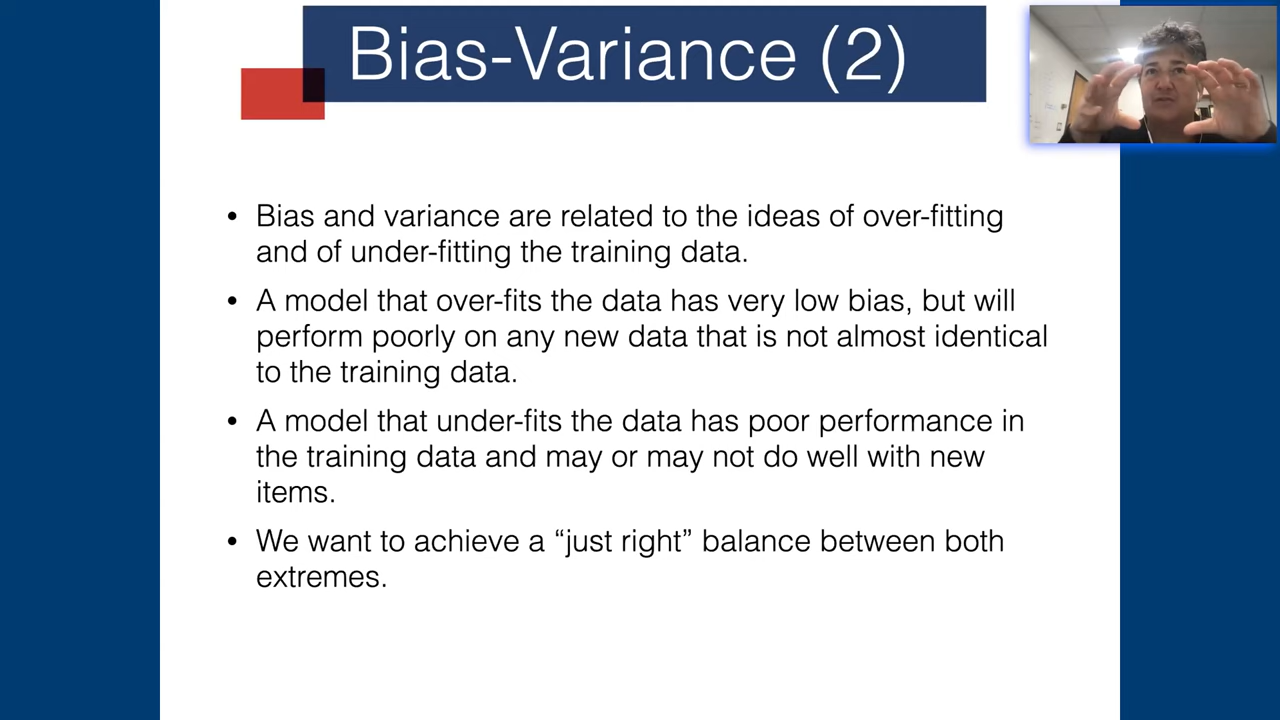 Bias-Variance (2)
• Bias and variance are related to the ideas of over-fitting
and of under-fitting the training data.
• A model that over-fits the data has very low bias, but will
perform poorly on any new data that is not almost identical
to the training data.
• A model that under-fits the data has poor performance in
the training data and may or may not do well with new
items.
• We want to achieve a “just right” balance between both
extremes.